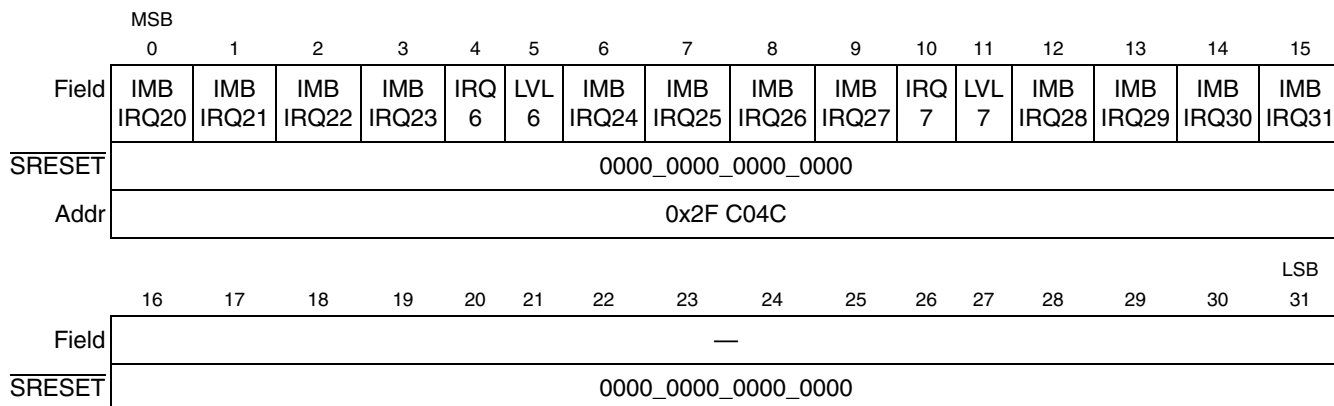 MSB
0 1 2 3 4 5 6 7 8 9 10 11 12 13 14 15
Field IMB IMB IMB IMB IRQ LVL IMB IMB IMB IMB IRQ LVL IMB IMB IMB IMB
IRQ20 IRQ21 IRQ22 IRQ23 6 6 IRQ24 IRQ25 IRQ26 IRQ27 7 7 IRQ28 IRQ29 IRQ30 IRQ31
SRESET 0000_0000_0000_0000
Addr 0x2F C04C
LSB
16 17 18 19 20 21 22 23 24 25 26 27 28 29 30 31
Field —
SRESET 0000_0000_0000_0000